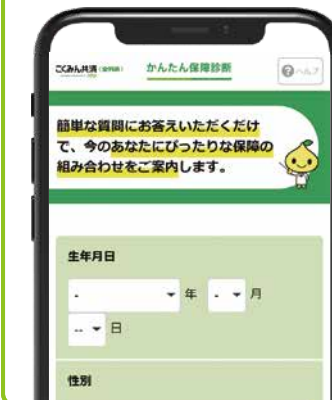 こくみん共済
かんたん保障診断
ヘルプ
簡単な質問にお答えいただくだけ
で、今のあなたにぴったりな保障の
組み合わせをご案内します。
生年月日
- 年 - 月
-- 日
性別